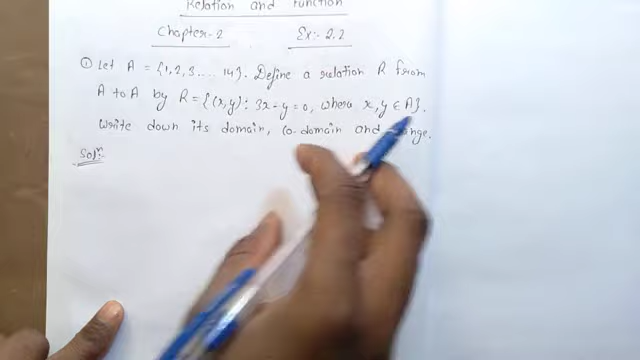 Relation and Function
Chapter-2 Ex:- 2.2
① Let A = {1, 2, 3 .... 14}. Define a relation R from
A to A by R = {(x,y) : 3x - y = 0, where x, y ∈ A}.
Write down its domain, co-domain and range.
Solⁿ:-